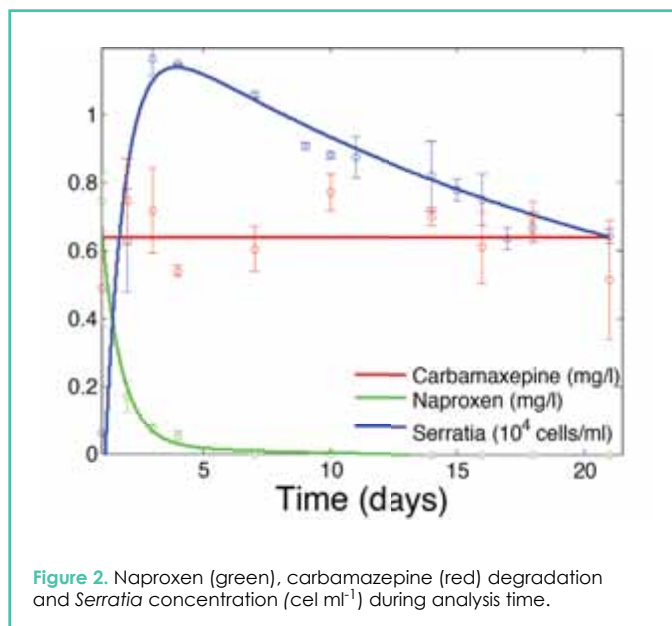 1
0.8
0.6
0.4
0.2
0
Carbamaxepine (mg/l)
Naproxen (mg/l)
Serratia (10⁴ cells/ml)
5
10
15
20
Time (days)
Figure 2. Naproxen (green), carbamazepine (red) degradation
and Serratia concentration (cel ml⁻¹) during analysis time.